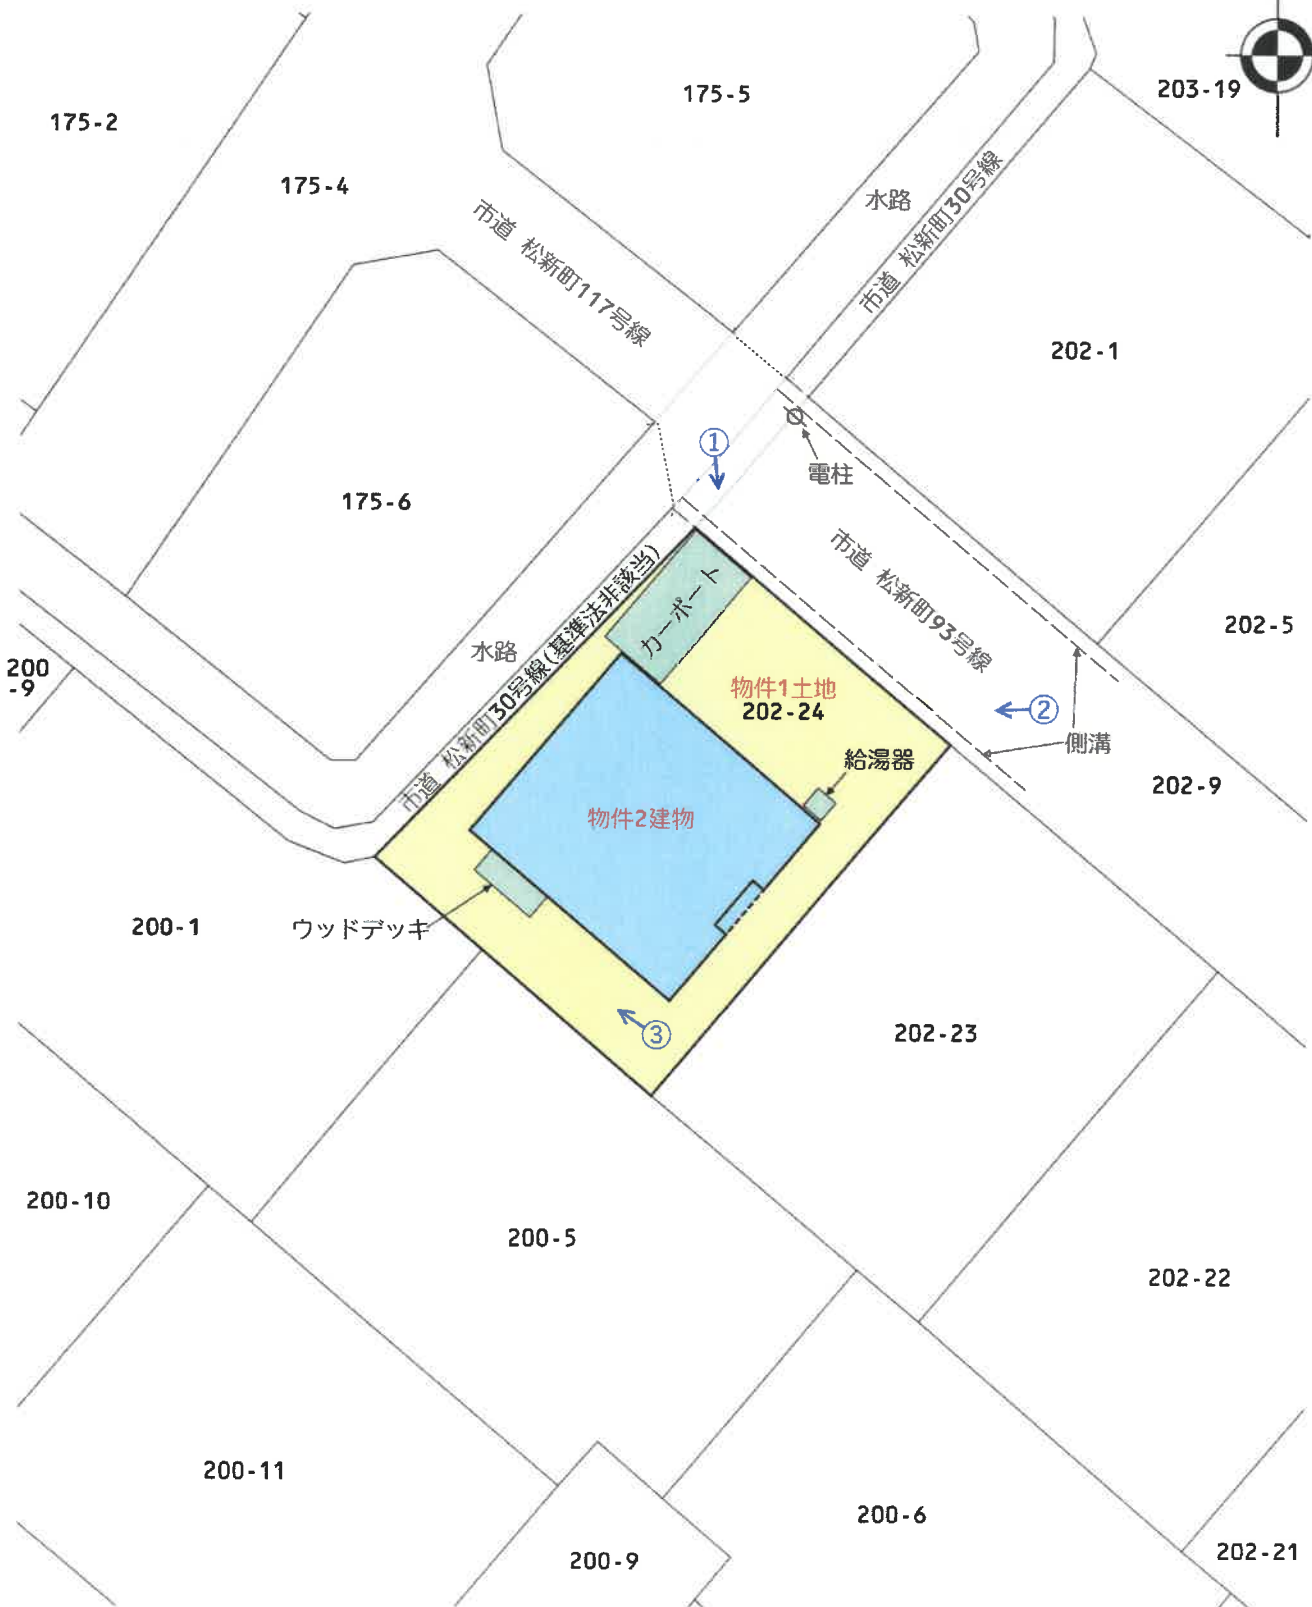 203-19
175-5
175-2
175-4
水路
市道 松新町30号線
市道 松新町117号線
202-1
①
電柱
175-6
市道 松新町93号線
カーポート
202-5
水路
200
-9
市道 松新町30号線(基準法非該当)
物件1土地
202-24
②
側溝
給湯器
202-9
物件2建物
200-1
ウッドデッキ
③
202-23
200-10
200-5
202-22
200-11
200-6
200-9
202-21